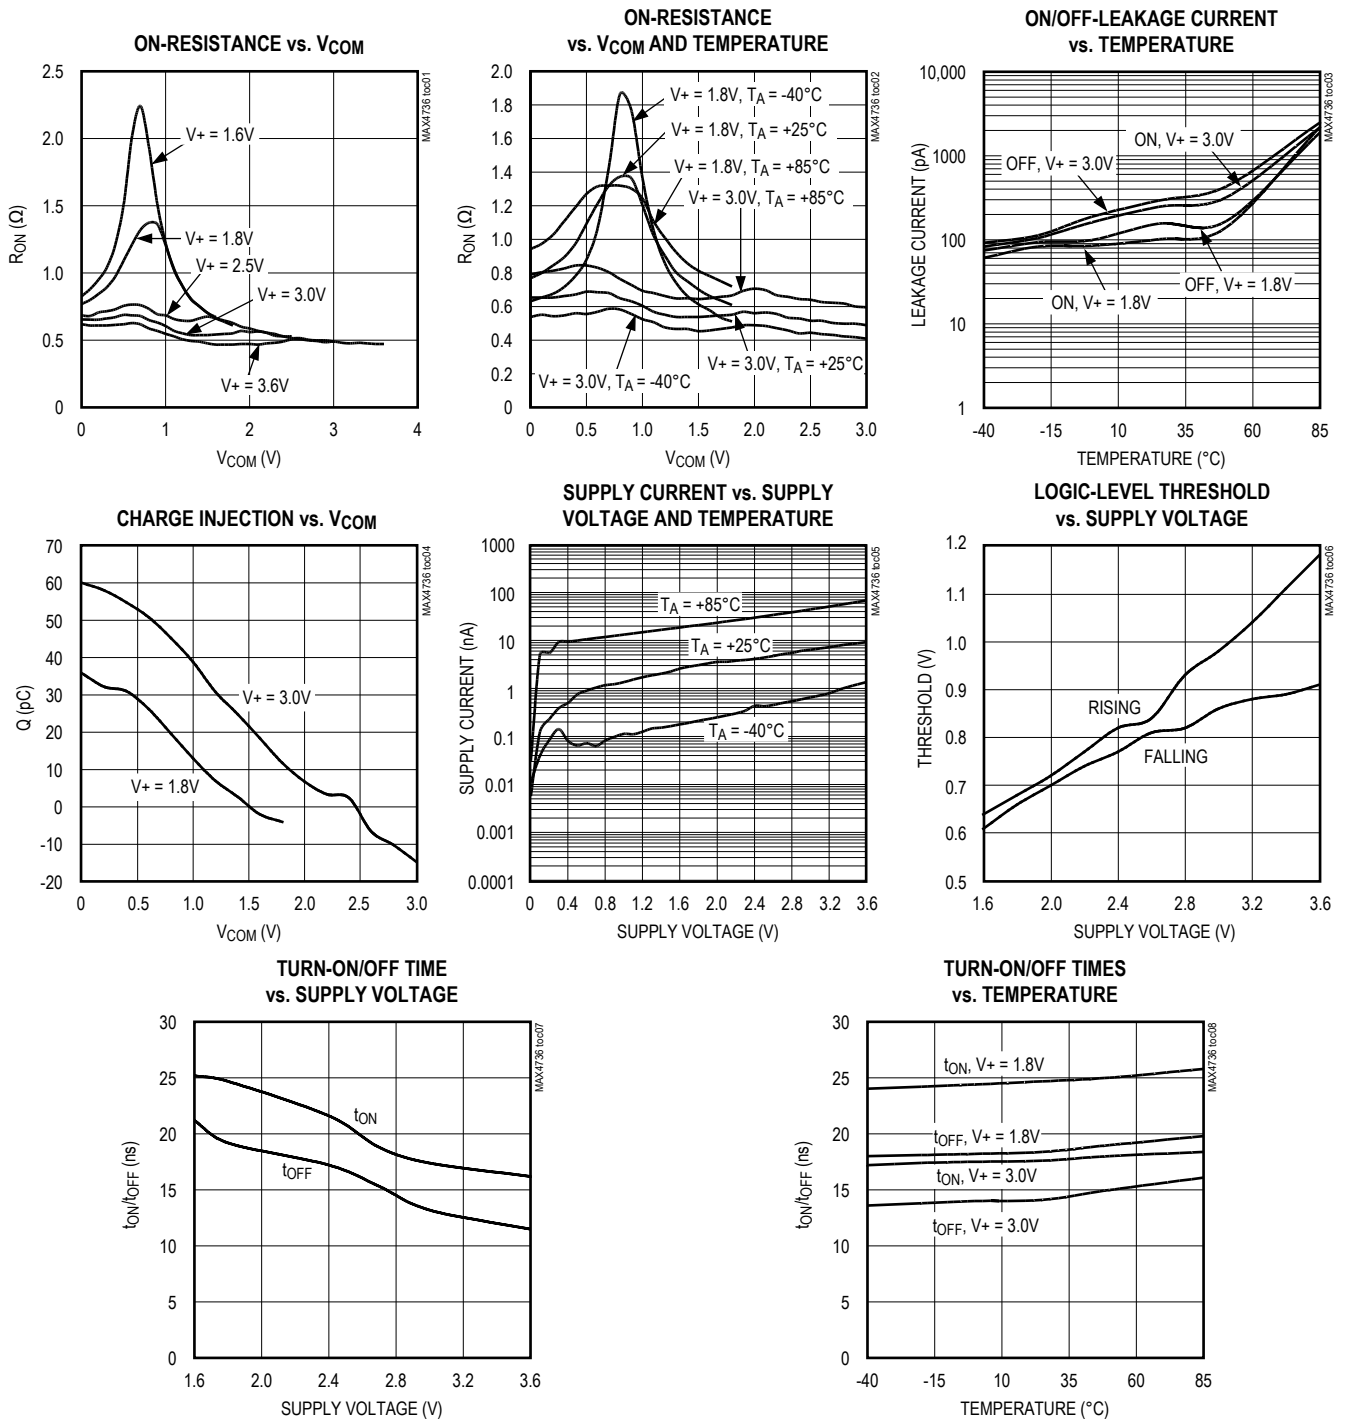 ON-RESISTANCE vs. VCOM
2.5
2.0
1.5
1.0
0.5
0
RON (Ω)
V+ = 1.6V
V+ = 1.8V
V+ = 2.5V
V+ = 3.0V
V+ = 3.6V
0 1 2 3 4
VCOM (V)
MAX4736 toc01
ON-RESISTANCE
vs. VCOM AND TEMPERATURE
2.0
1.8
1.6
1.4
1.2
1.0
0.8
0.6
0.4
0.2
0
RON (Ω)
V+ = 1.8V, TA = -40°C
V+ = 1.8V, TA = +25°C
V+ = 1.8V, TA = +85°C
V+ = 3.0V, TA = +85°C
V+ = 3.0V, TA = +25°C
V+ = 3.0V, TA = -40°C
0 0.5 1.0 1.5 2.0 2.5 3.0
VCOM (V)
MAX4736 toc02
ON/OFF-LEAKAGE CURRENT
vs. TEMPERATURE
10,000
1000
100
10
1
LEAKAGE CURRENT (pA)
ON, V+ = 3.0V
OFF, V+ = 3.0V
OFF, V+ = 1.8V
ON, V+ = 1.8V
-40 -15 10 35 60 85
TEMPERATURE (°C)
MAX4736 toc03
CHARGE INJECTION vs. VCOM
70
60
50
40
30
20
10
0
-10
-20
Q (pC)
V+ = 3.0V
V+ = 1.8V
0 0.5 1.0 1.5 2.0 2.5 3.0
VCOM (V)
MAX4736 toc04
SUPPLY CURRENT vs. SUPPLY
VOLTAGE AND TEMPERATURE
1000
100
10
1
0.1
0.01
0.001
0.0001
SUPPLY CURRENT (nA)
TA = +85°C
TA = +25°C
TA = -40°C
0 0.4 0.8 1.2 1.6 2.0 2.4 2.8 3.2 3.6
SUPPLY VOLTAGE (V)
MAX4736 toc05
LOGIC-LEVEL THRESHOLD
vs. SUPPLY VOLTAGE
1.2
1.1
1.0
0.9
0.8
0.7
0.6
0.5
THRESHOLD (V)
RISING
FALLING
1.6 2.0 2.4 2.8 3.2 3.6
SUPPLY VOLTAGE (V)
MAX4736 toc06
TURN-ON/OFF TIME
vs. SUPPLY VOLTAGE
30
25
20
15
10
5
0
tON/tOFF (ns)
tON
tOFF
1.6 2.0 2.4 2.8 3.2 3.6
SUPPLY VOLTAGE (V)
MAX4736 toc07
TURN-ON/OFF TIMES
vs. TEMPERATURE
30
25
20
15
10
5
0
tON/tOFF (ns)
tON, V+ = 1.8V
tOFF, V+ = 1.8V
tON, V+ = 3.0V
tOFF, V+ = 3.0V
-40 -15 10 35 60 85
TEMPERATURE (°C)
MAX4736 toc08